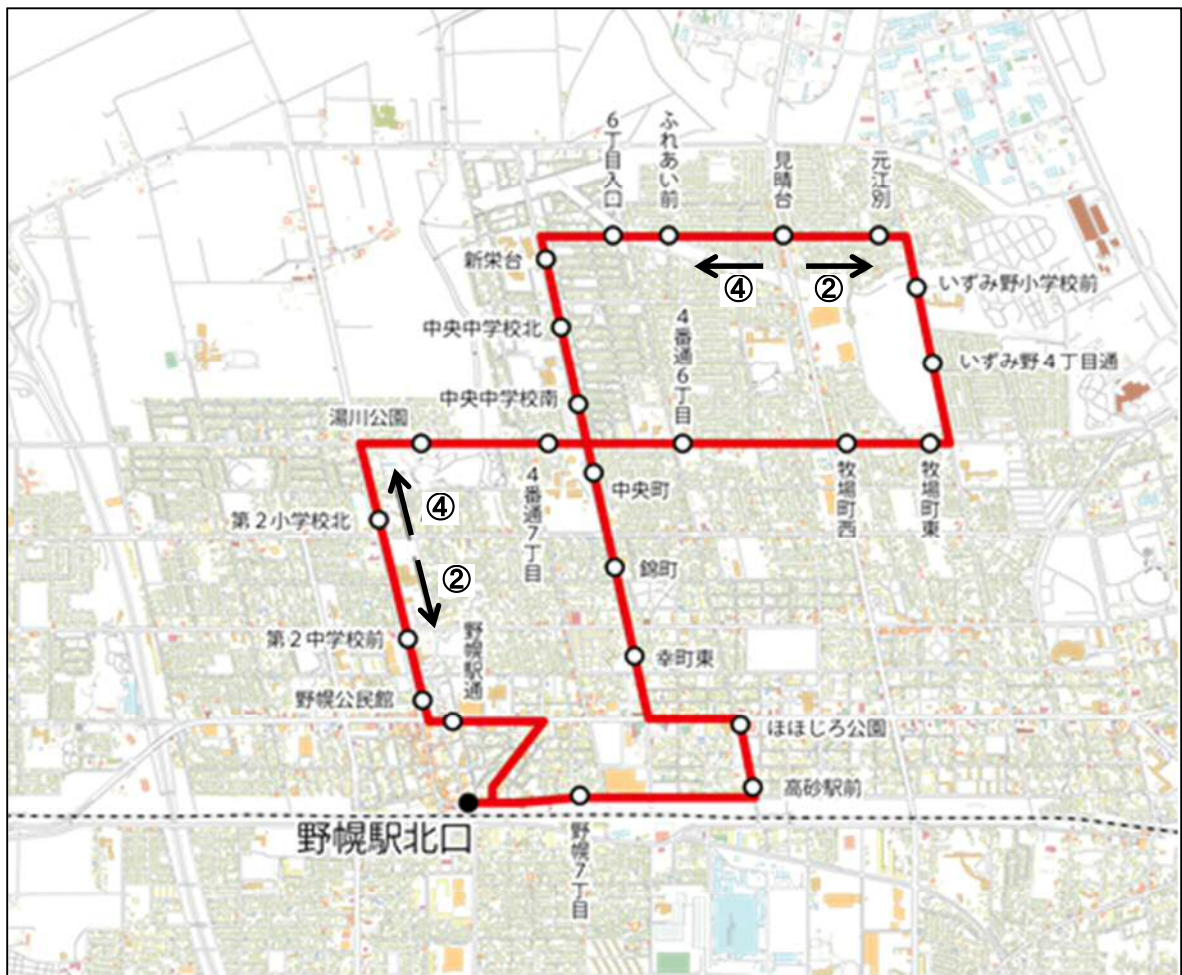 6丁目入口
ふれあい前
見晴台
元江別
新栄台
④
②
いずみ野小学校前
中央中学校北
4番通6丁目
いずみ野4丁目通
中央中学校南
湯川公園
4番通7丁目
中央町
牧場町西
牧場町東
④
第2小学校北
②
錦町
第2中学校前
野幌駅通
幸町東
野幌公民館
ほほじろ公園
高砂駅前
野幌駅北口
野幌7丁目